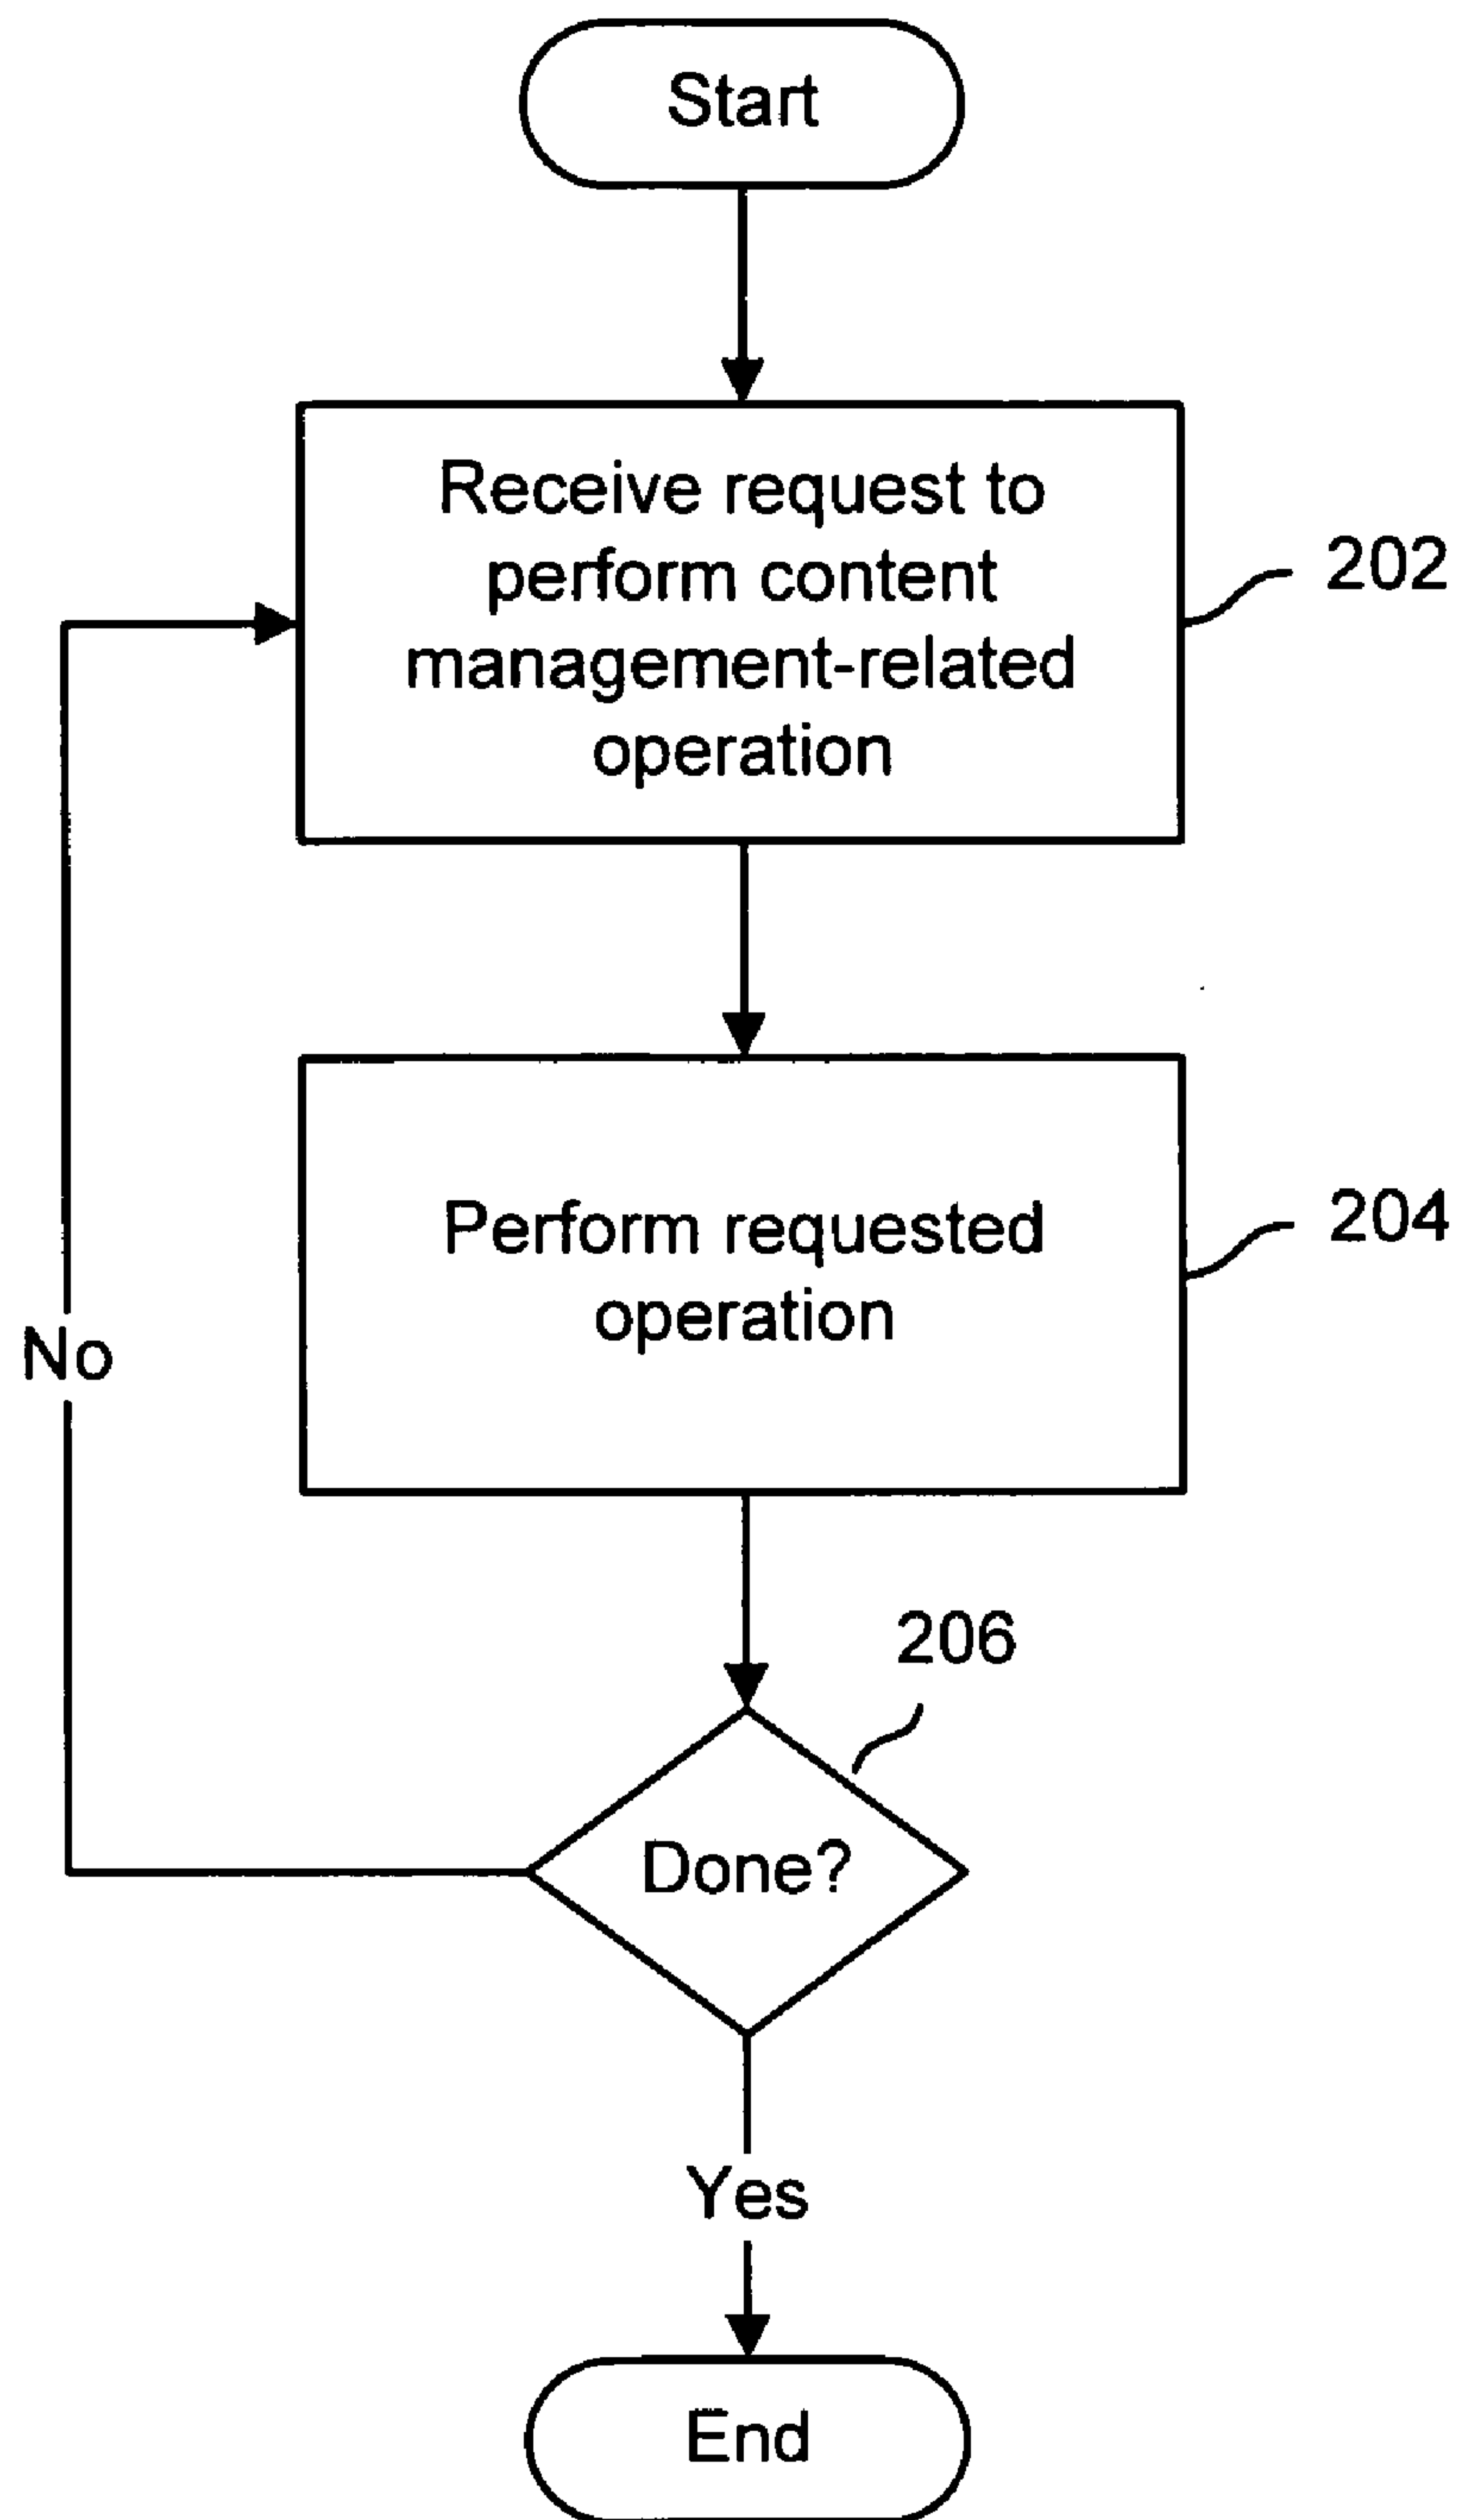 Start
Receive request to
perform content
management-related
operation
202
Perform requested
operation
204
No
206
Done?
Yes
End